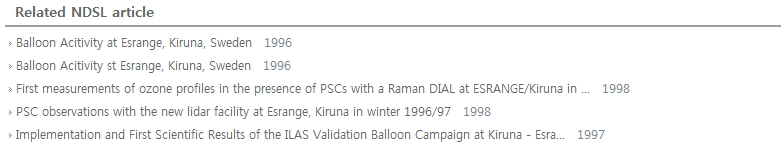 Related NDSL article
› Balloon Acitivity at Esrange, Kiruna, Sweden 1996
› Balloon Acitivity st Esrange, Kiruna, Sweden 1996
› First measurements of ozone profiles in the presence of PSCs with a Raman DIAL at ESRANGE/Kiruna in ... 1998
› PSC observations with the new lidar facility at Esrange, Kiruna in winter 1996/97 1998
› Implementation and First Scientific Results of the ILAS Validation Balloon Campaign at Kiruna - Esra... 1997